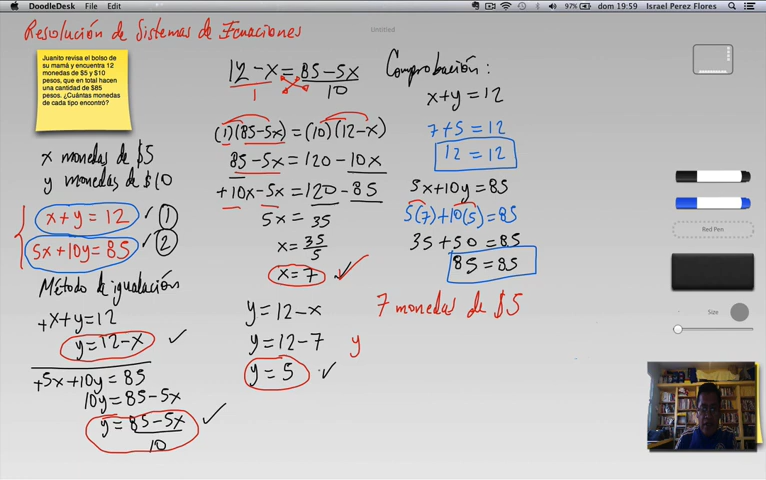 DoodleDesk File Edit
97% dom 19:59 Israel Perez Flores
Untitled
Resolución de Sistemas de Ecuaciones
Juanito revisa el bolso de
su mamá y encuentra 12
monedas de $5 y $10
pesos, que en total hacen
una cantidad de $85
pesos. ¿Cuántas monedas
de cada tipo encontró?
x monedas de $5
y monedas de $10
x+y=12 ✓ 1
5x+10y=85 ✓ 2
Método de igualación
+x+y=12
y=12-x ✓
+5x+10y=85
10y=85-5x
y=85-5x ✓
10
12-x=85-5x
1 10
(1)(85-5x)=(10)(12-x)
85-5x=120-10x
+10x-5x=120-85
5x=35
x=35
5
x=7 ✓
y=12-x
y=12-7
y=5 ✓
Comprobación:
x+y=12
7+5=12
12=12
5x+10y=85
5(7)+10(5)=85
35+50=85
85=85
7 monedas de $5
y
Red Pen
Size